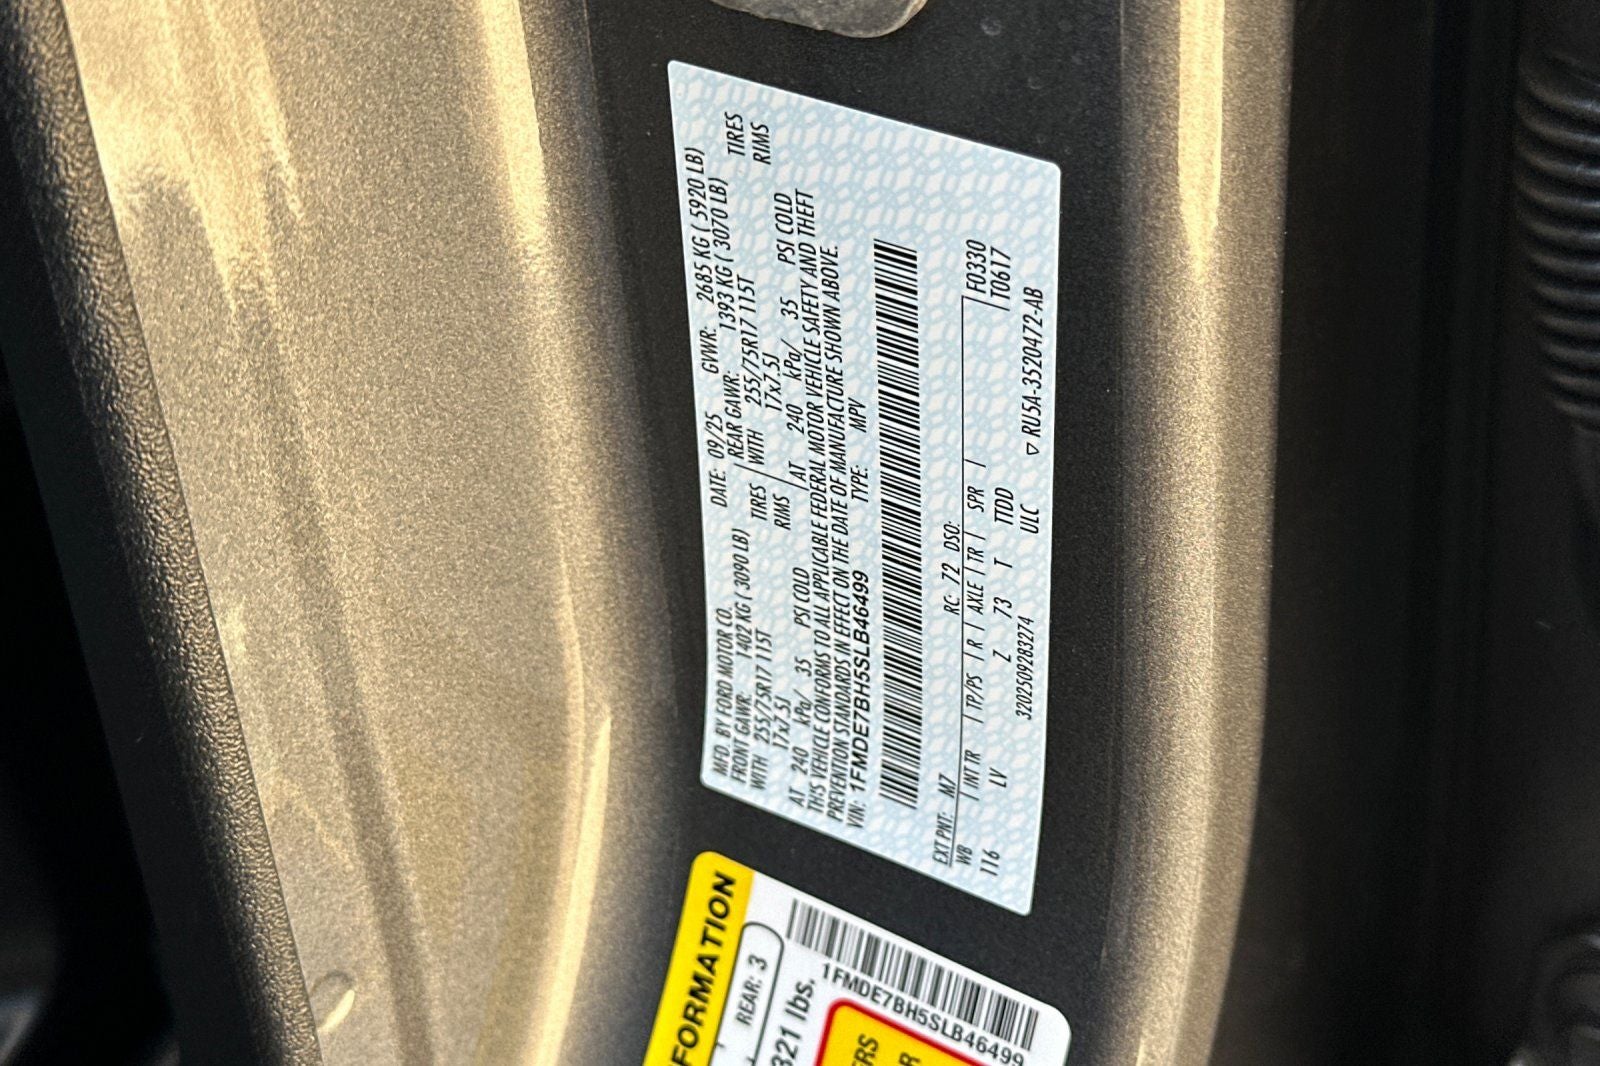 MFD. BY FORD MOTOR CO. DATE: 09/25 GVWR: 2685 KG ( 5920 LB)
FRONT GAWR: 1402 KG ( 3090 LB) REAR GAWR: 1393 KG ( 3070 LB)
WITH 255/75R17 115T TIRES WITH 255/75R17 115T TIRES
17x7.5J RIMS 17x7.5J RIMS
AT 240 kPa/ 35 PSI COLD AT 240 kPa/ 35 PSI COLD
THIS VEHICLE CONFORMS TO ALL APPLICABLE FEDERAL MOTOR VEHICLE SAFETY AND THEFT
PREVENTION STANDARDS IN EFFECT ON THE DATE OF MANUFACTURE SHOWN ABOVE.
VIN: 1FMDE7BH5SLB46499 TYPE: MPV
EXT PNT: M7 RC: 72 DSO: F0330
WB | INT TR | TP/PS | R | AXLE | TR | SPR | T0617
116 LV Z 73 T TTDD
3202509283274 ULC ▽ RU5A-3520472-AB
FORMATION
REAR: 3
321 lbs.
1FMDE7BH5SLB46499
ERS
R